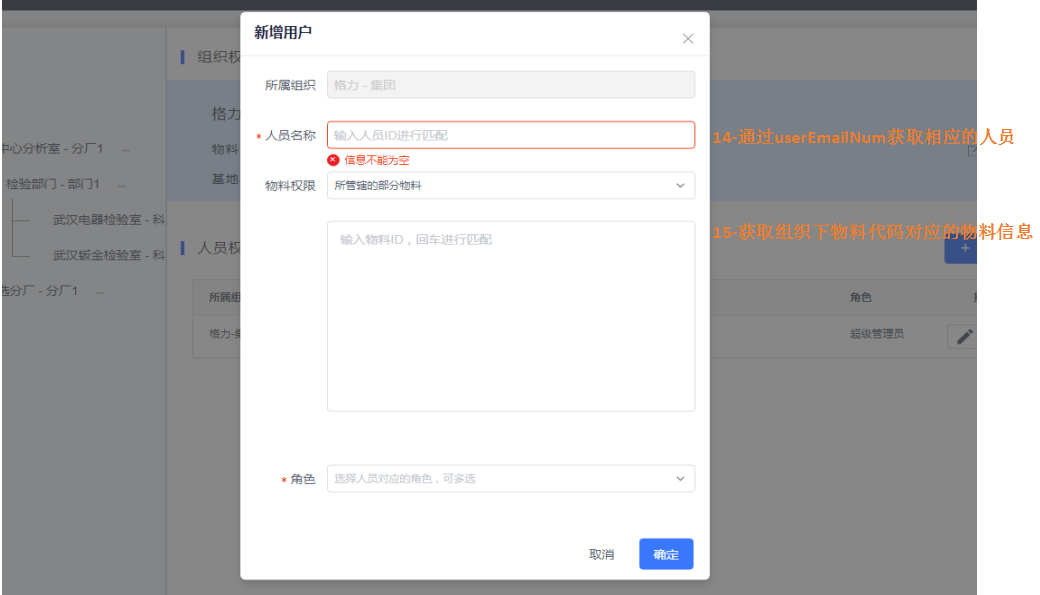 新增用户
组织权
所属组织
格力 - 集团
格力
* 人员名称
输入人员ID进行匹配
14-通过userEmailNum获取相应的人员
中心分析室 - 分厂1 ...
物料
信息不能为空
检验部门 - 部门1 ...
基地
物料权限
所管辖的部分物料
武汉电器检验室 - 科
输入物料ID，回车进行匹配
15-获取组织下物料代码对应的物料信息
人员权
+
武汉钣金检验室 - 科
选分厂 - 分厂1 ...
所属组
角色
格力-集
超级管理员
* 角色
选择人员对应的角色，可多选
取消
确定